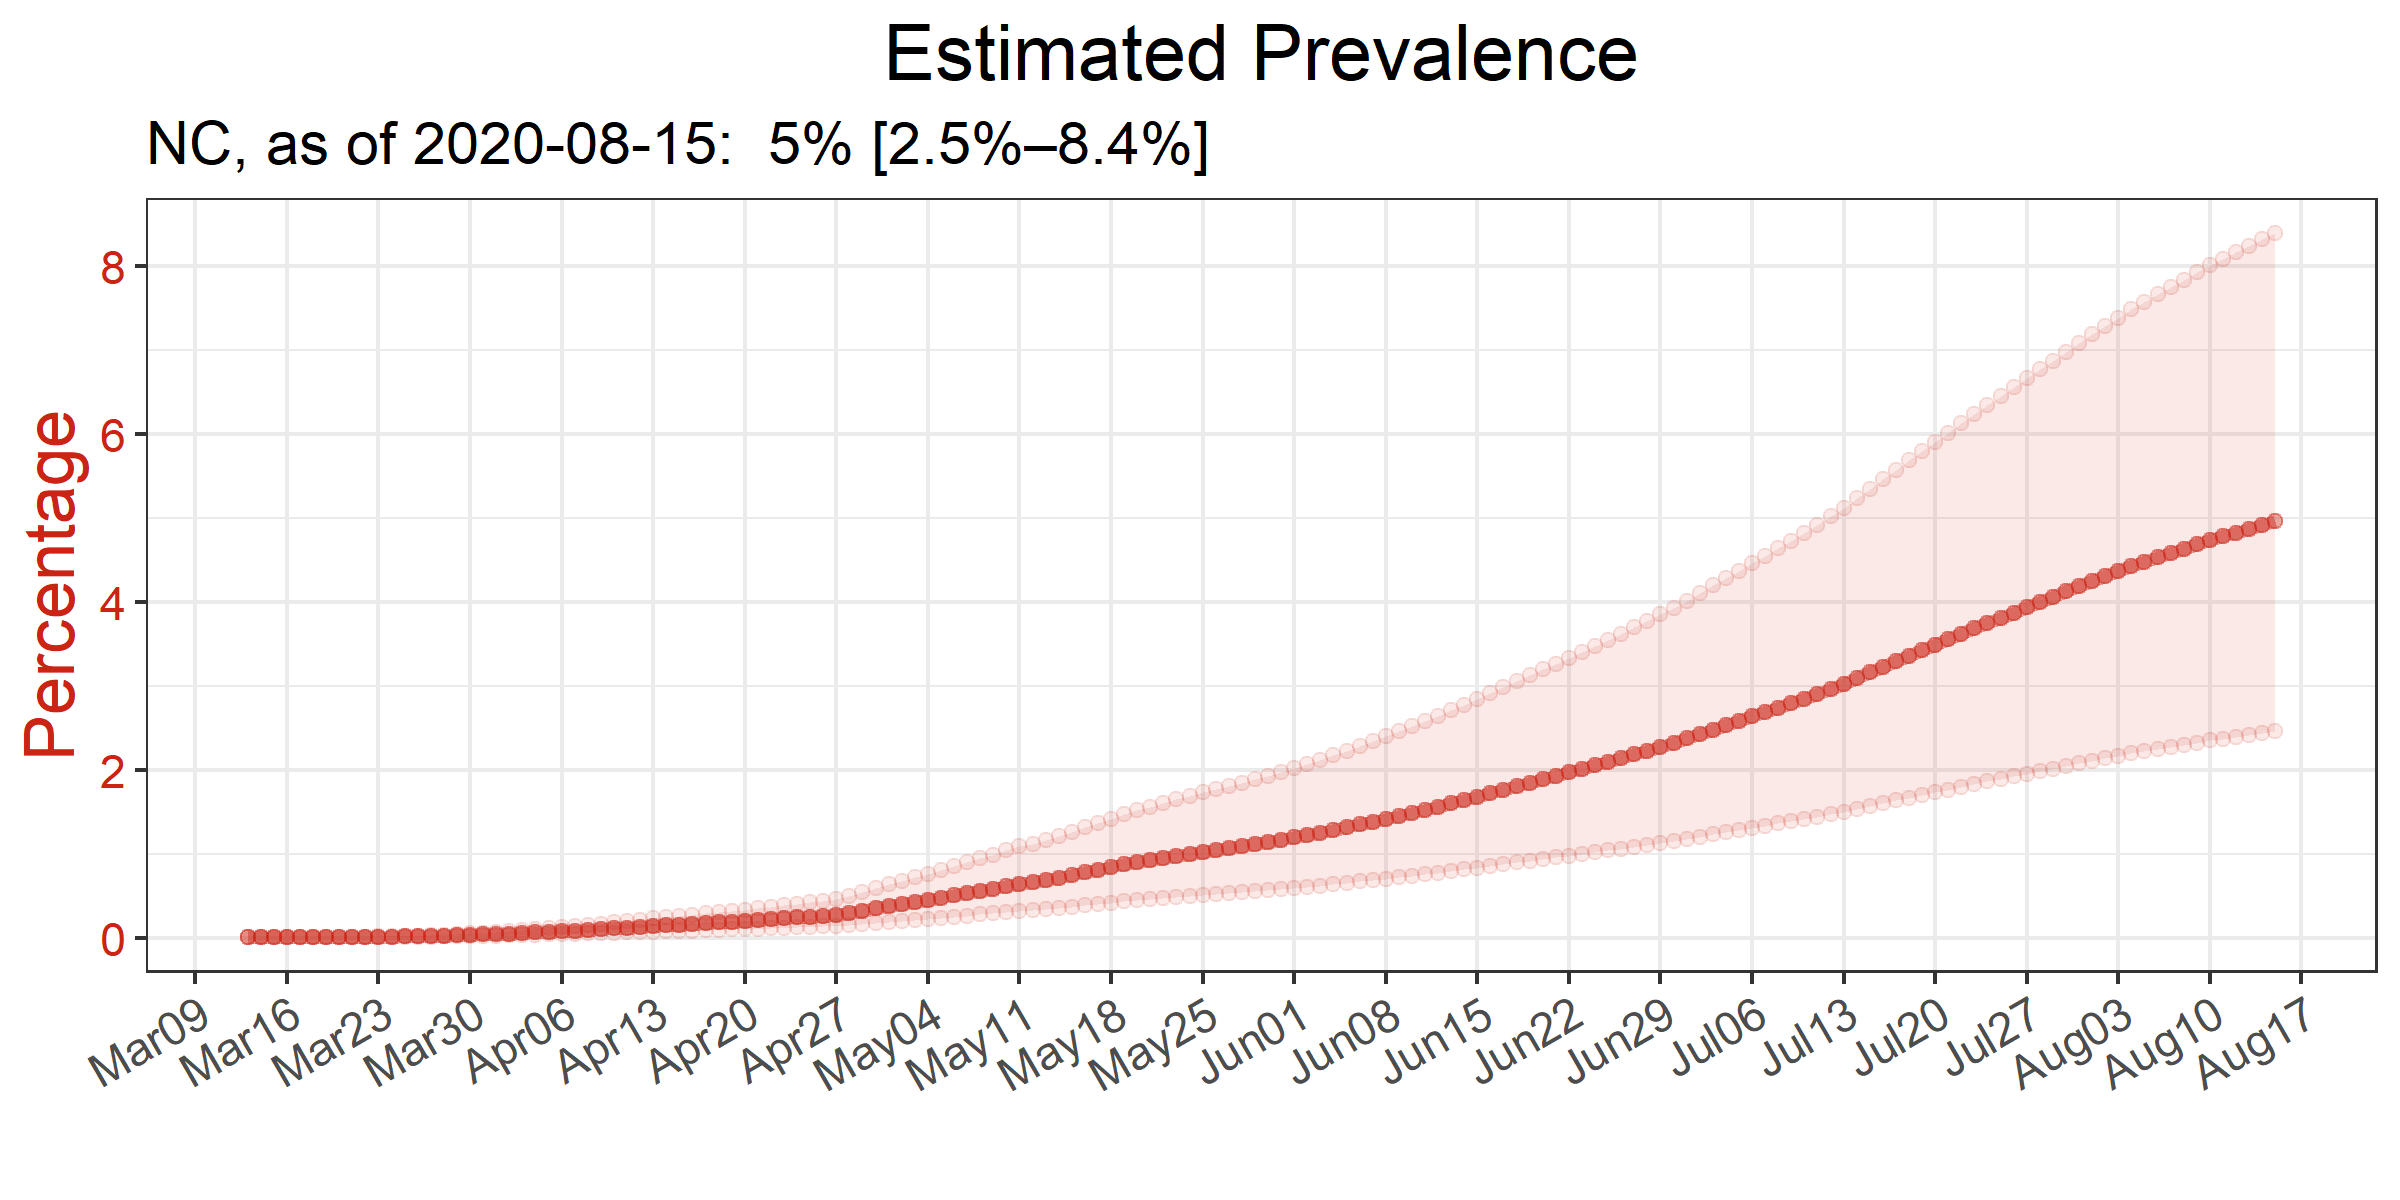 Estimated Prevalence
NC, as of 2020-08-15:  5% [2.5%–8.4%]
Percentage
8
6
4
2
0
Mar09
Mar16
Mar23
Mar30
Apr06
Apr13
Apr20
Apr27
May04
May11
May18
May25
Jun01
Jun08
Jun15
Jun22
Jun29
Jul06
Jul13
Jul20
Jul27
Aug03
Aug10
Aug17